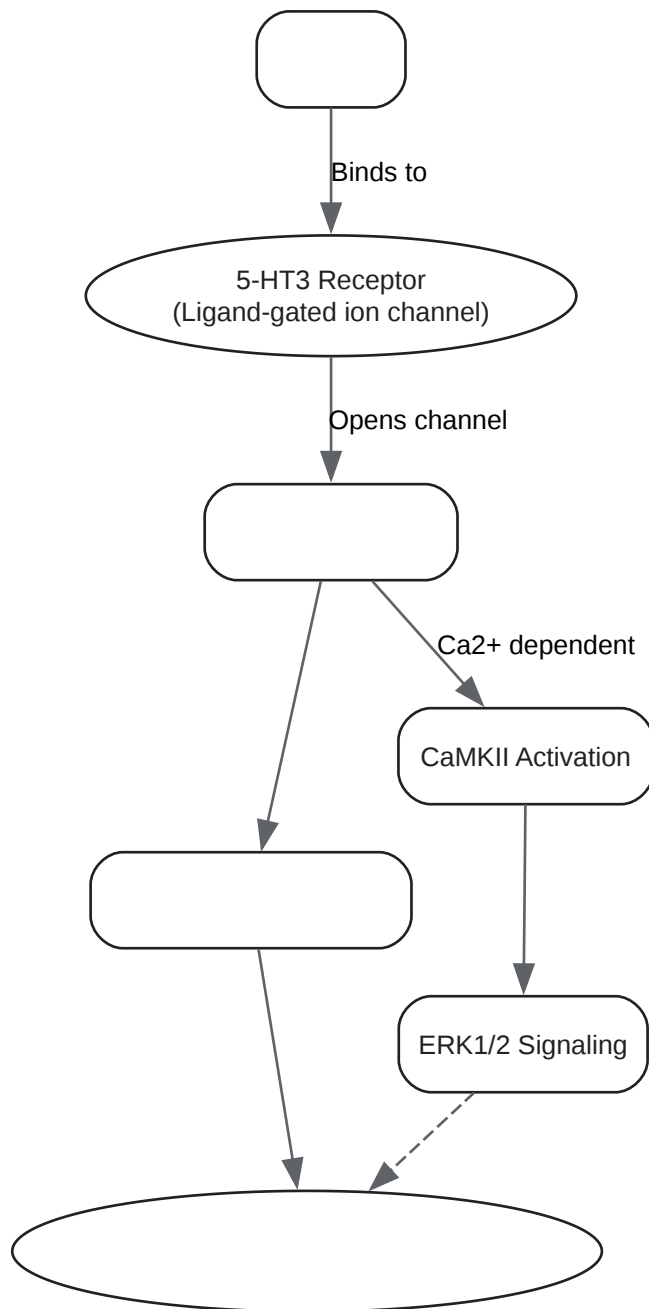 Binds to
5-HT3 Receptor
(Ligand-gated ion channel)
Opens channel
Ca2+ dependent
CaMKII Activation
ERK1/2 Signaling